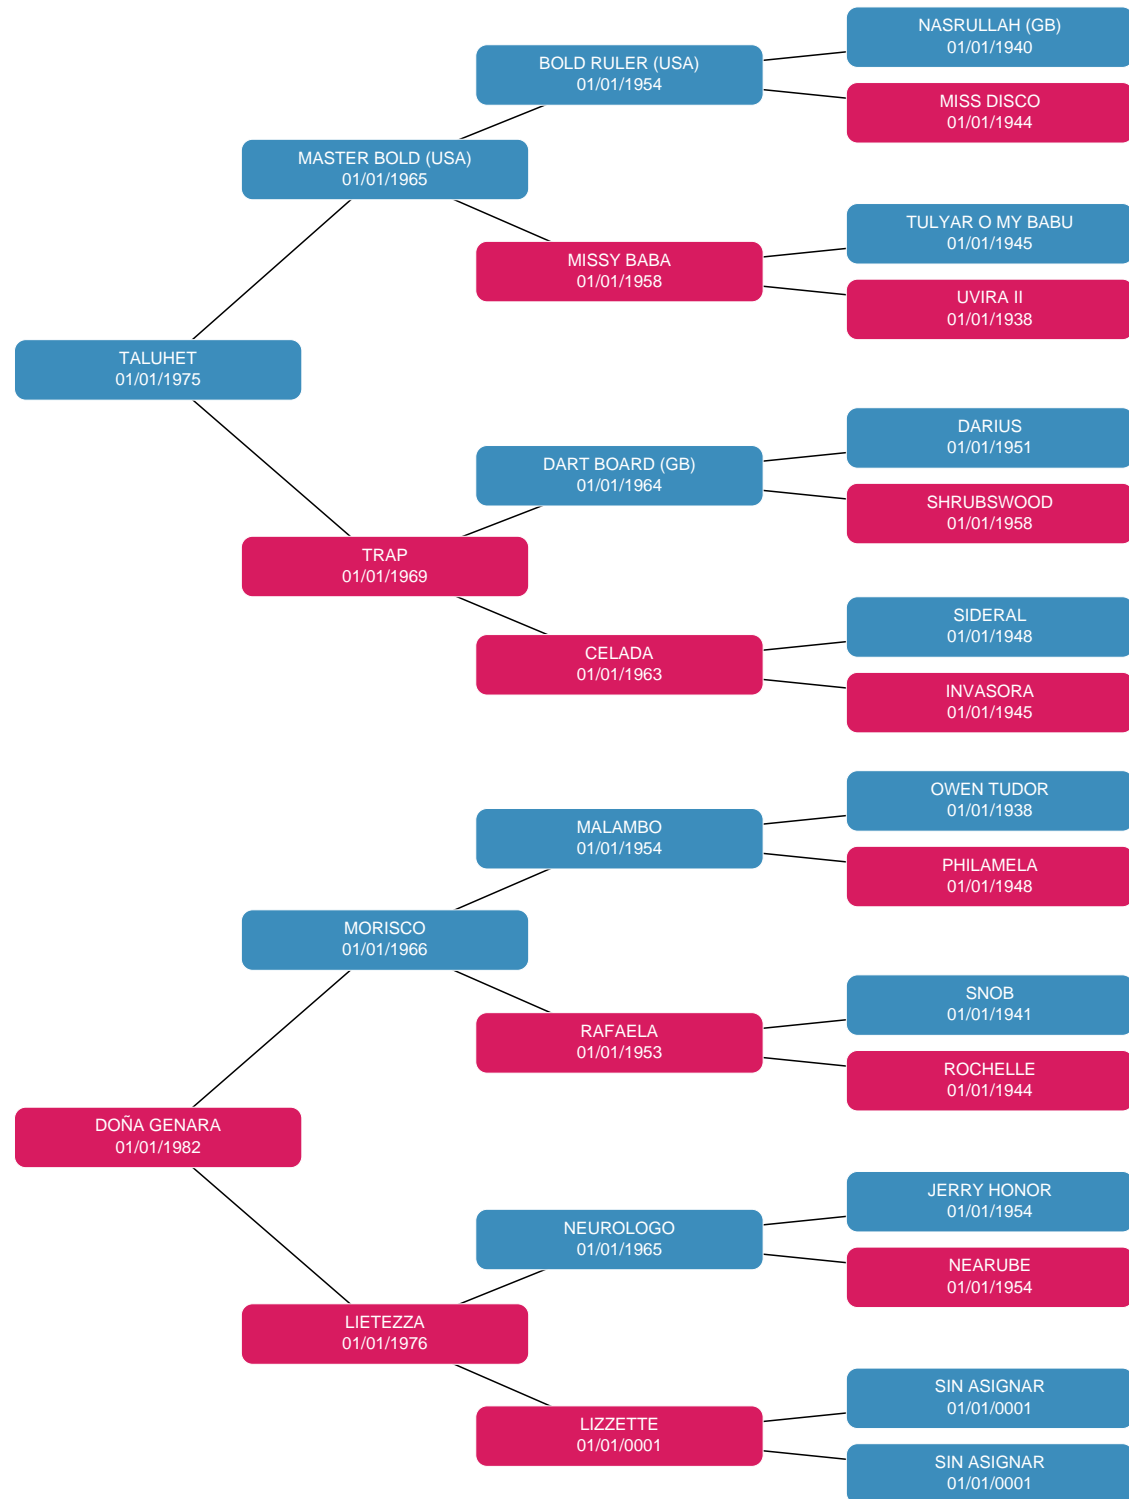 NASRULLAH (GB)
01/01/1940
BOLD RULER (USA)
01/01/1954
MISS DISCO
01/01/1944
MASTER BOLD (USA)
01/01/1965
TULYAR O MY BABU
01/01/1945
MISSY BABA
01/01/1958
UVIRA II
01/01/1938
TALUHET
01/01/1975
DARIUS
01/01/1951
DART BOARD (GB)
01/01/1964
SHRUBSWOOD
01/01/1958
TRAP
01/01/1969
SIDERAL
01/01/1948
CELADA
01/01/1963
INVASORA
01/01/1945
OWEN TUDOR
01/01/1938
MALAMBO
01/01/1954
PHILAMELA
01/01/1948
MORISCO
01/01/1966
SNOB
01/01/1941
RAFAELA
01/01/1953
ROCHELLE
01/01/1944
DOÑA GENARA
01/01/1982
JERRY HONOR
01/01/1954
NEUROLOGO
01/01/1965
NEARUBE
01/01/1954
LIETEZZA
01/01/1976
SIN ASIGNAR
01/01/0001
LIZZETTE
01/01/0001
SIN ASIGNAR
01/01/0001